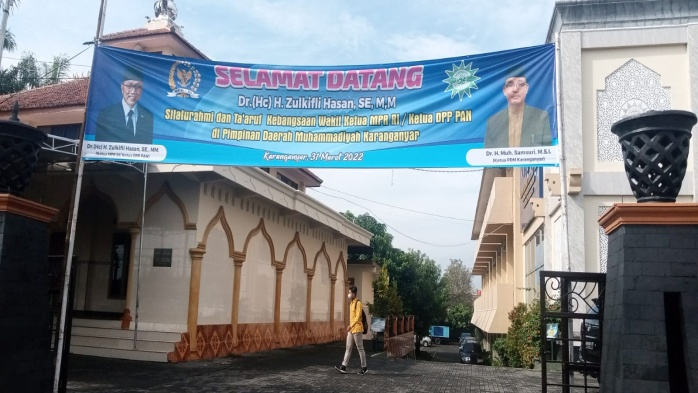 SELAMAT DATANG
Dr.(Hc) H. Zulkifli Hasan, SE, M,M
Silaturahmi dan Ta'aruf Kebangsaan Wakil Ketua MPR RI / Ketua DPP PAN
di Pimpinan Daerah Muhammadiyah Karanganyar
Karanganyar, 31 Maret 2022
Dr.(Hc) H. Zulkifli Hasan, SE, MM.
Dr. H. Muh. Samsuri, M.S.I.
Ketua PDM Karanganyar